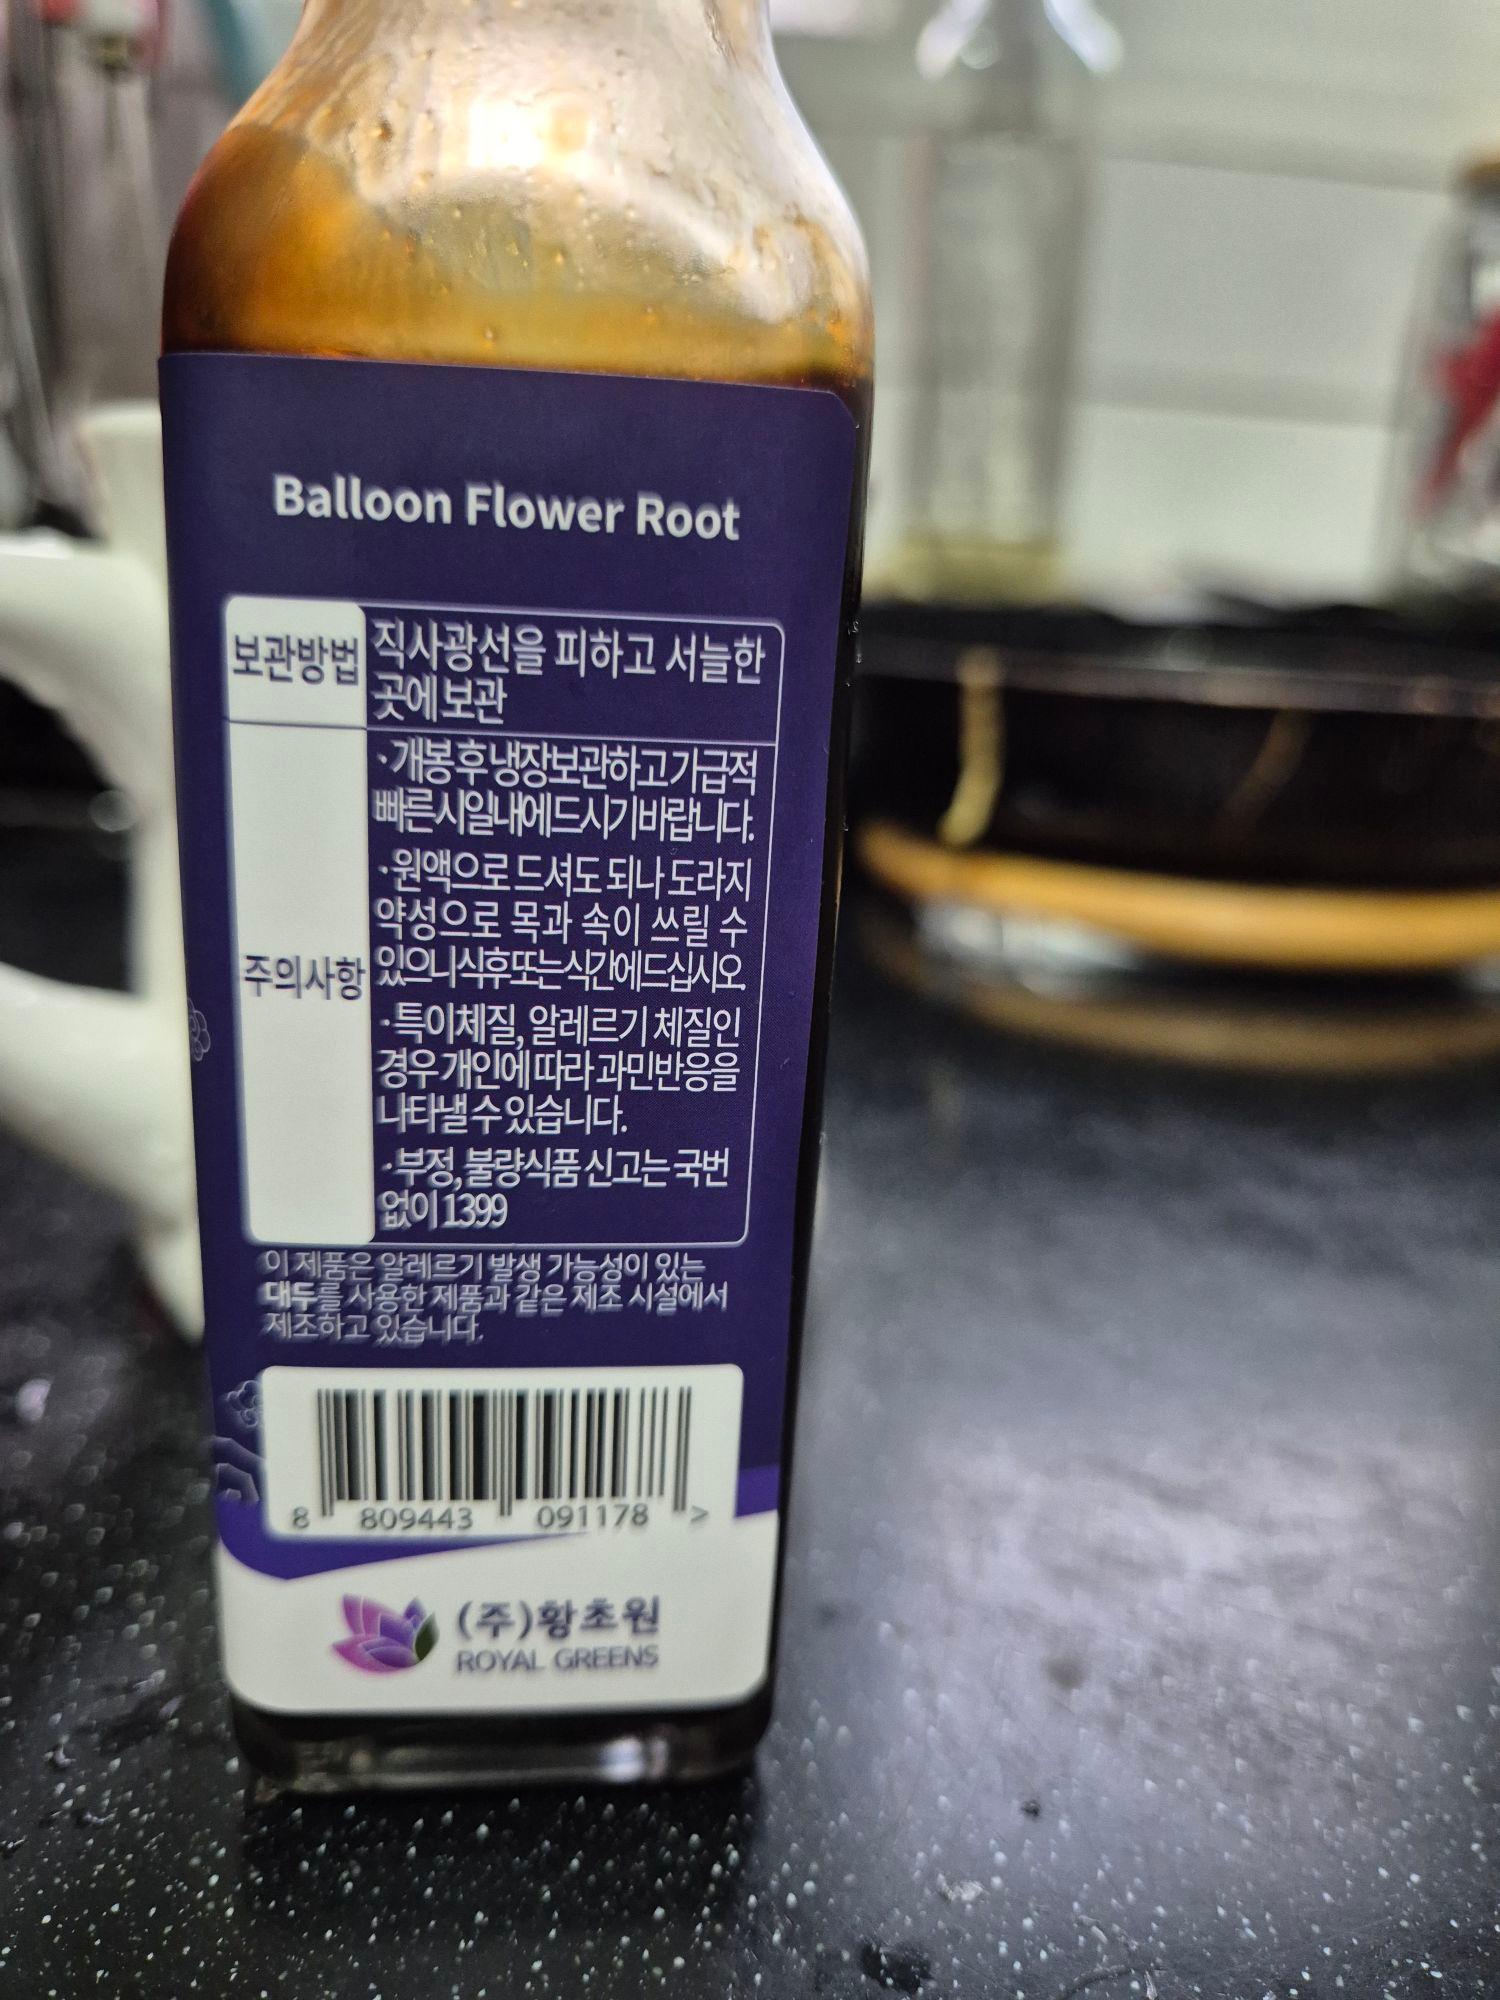 Balloon Flower Root
보관방법
직사광선을 피하고 서늘한
곳에 보관
주의사항
·개봉 후 냉장보관하고 가급적
빠른 시일 내에 드시기 바랍니다.
·원액으로 드셔도 되나 도라지
약성으로 목과 속이 쓰릴 수
있으니 식후 또는 식간에 드십시오.
·특이체질, 알레르기 체질인
경우 개인에 따라 과민반응을
나타낼 수 있습니다.
·부정, 불량식품 신고는 국번
없이 1399
이 제품은 알레르기 발생 가능성이 있는
대두를 사용한 제품과 같은 제조 시설에서
제조하고 있습니다.
8 809443 091178 >
(주)황초원
ROYAL GREENS